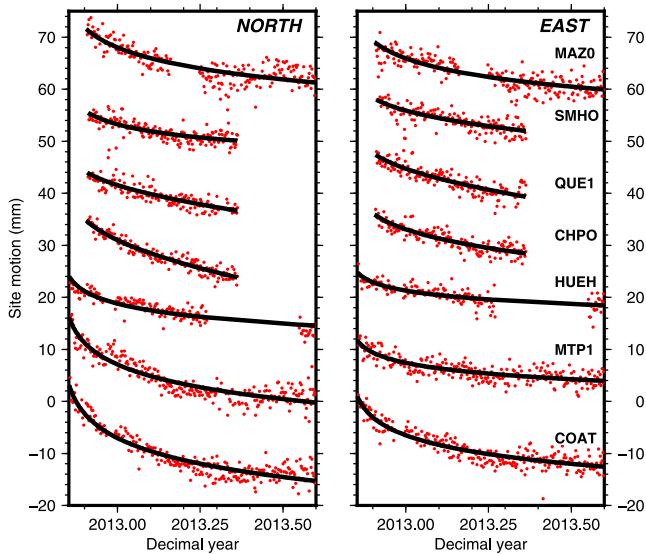 NORTH
EAST
70
60
50
40
30
20
10
0
−10
−20
Site motion (mm)
2013.00 2013.25 2013.50
Decimal year
MAZ0
SMHO
QUE1
CHPO
HUEH
MTP1
COAT
70
60
50
40
30
20
10
0
−10
−20
2013.00 2013.25 2013.50
Decimal year